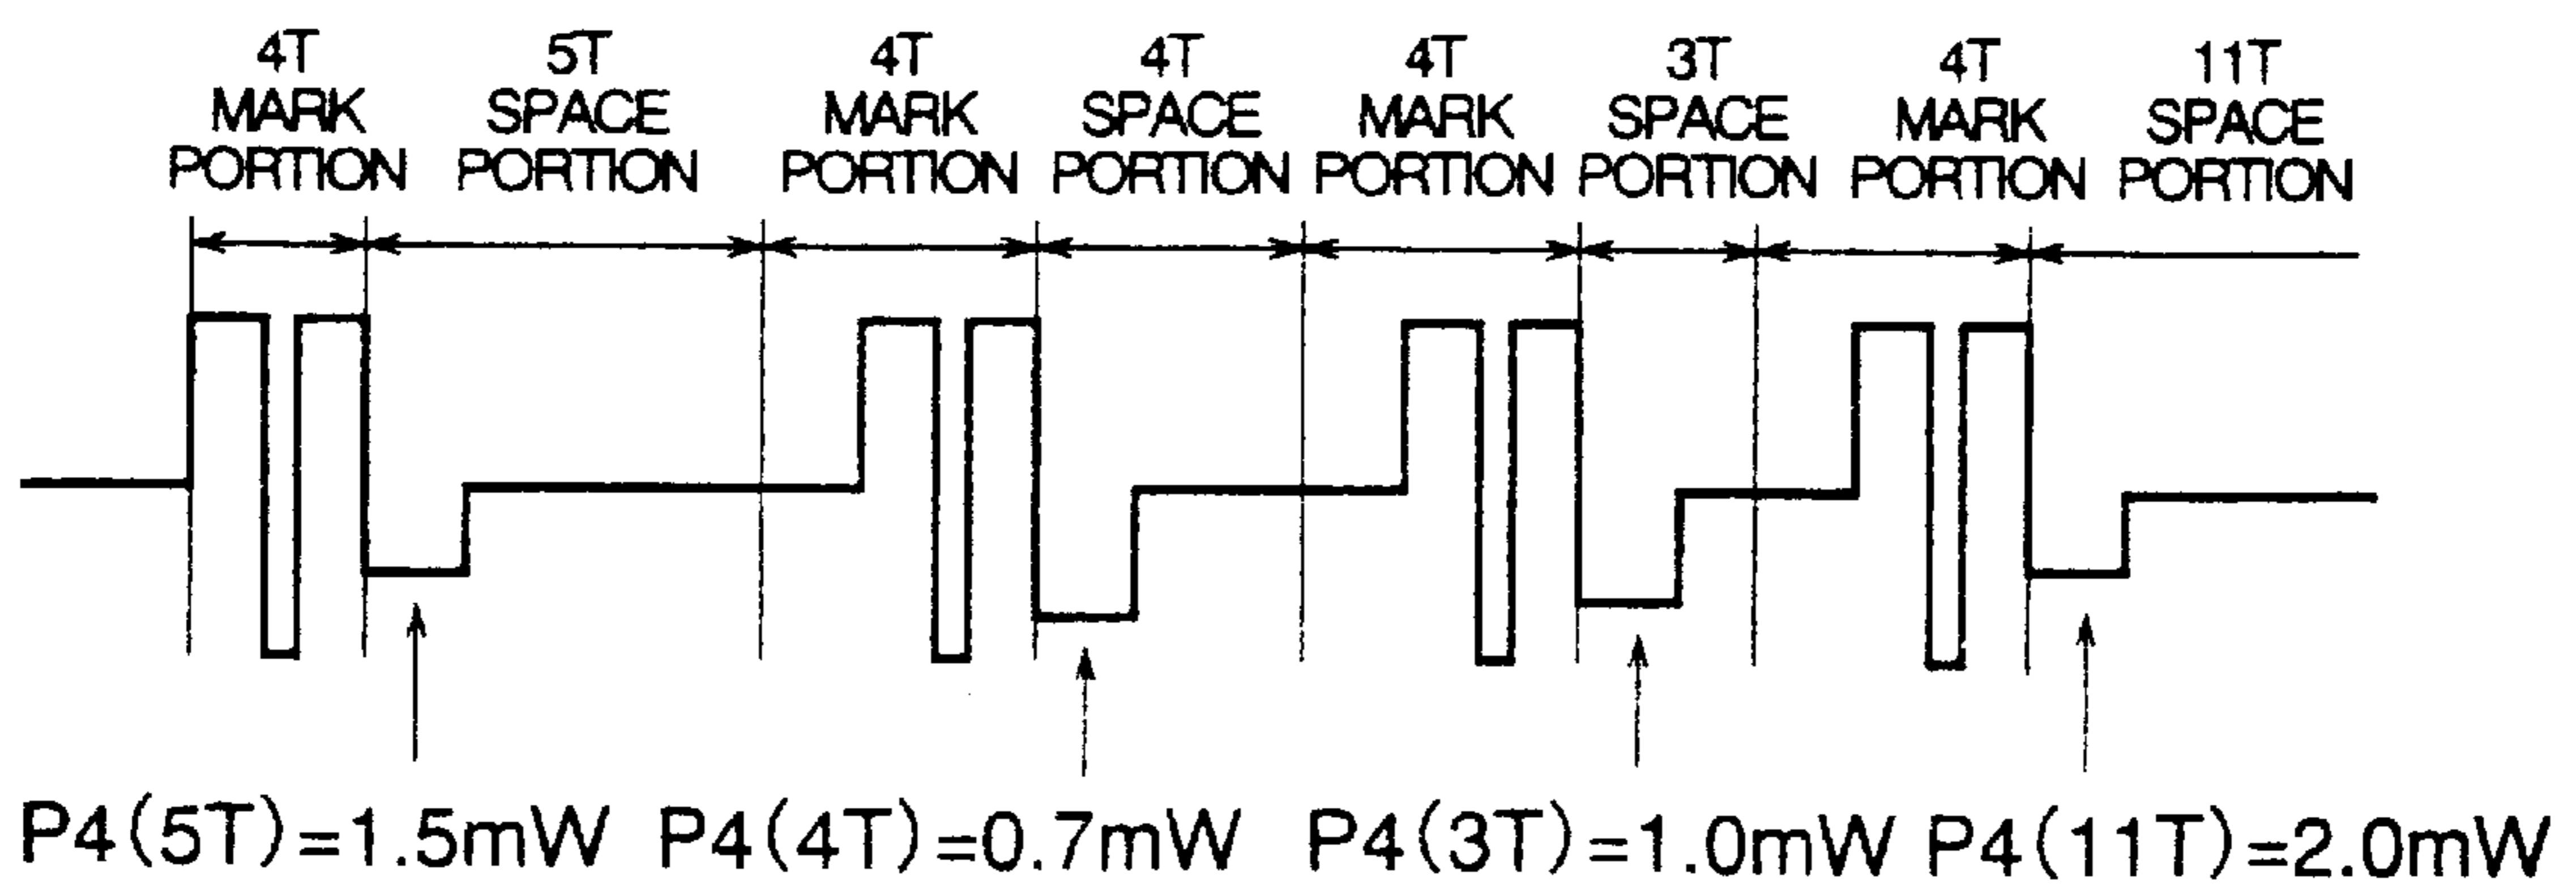 4T 5T 4T 4T 4T 3T 4T 11T
MARK SPACE MARK SPACE MARK SPACE MARK SPACE
PORTION PORTION PORTION PORTION PORTION PORTION PORTION PORTION
P4(5T)=1.5mW P4(4T)=0.7mW P4(3T)=1.0mW P4(11T)=2.0mW